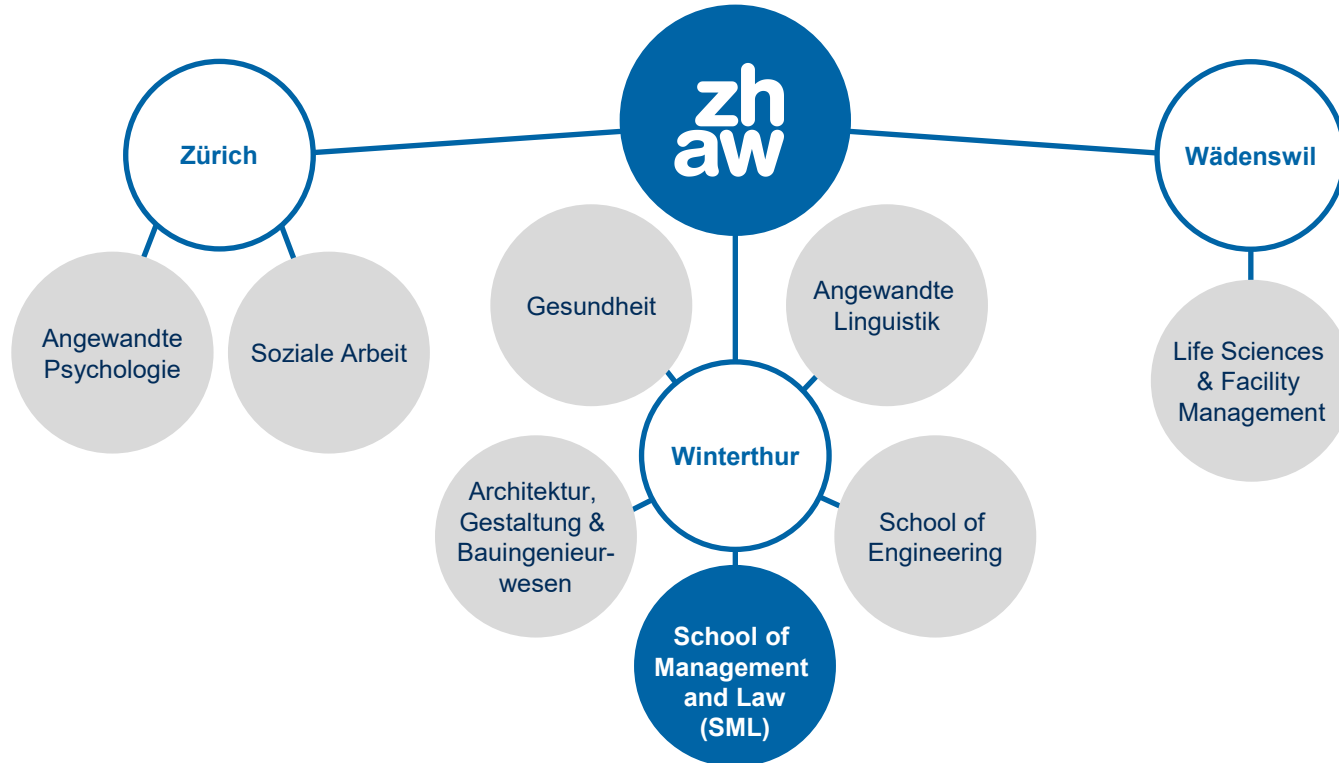 zh
aw
Zürich
Wädenswil
Gesundheit
Angewandte
Linguistik
Angewandte
Psychologie
Soziale Arbeit
Life Sciences
& Facility
Management
Winterthur
Architektur,
Gestaltung &
Bauingenieur-
wesen
School of
Engineering
School of
Management
and Law
(SML)